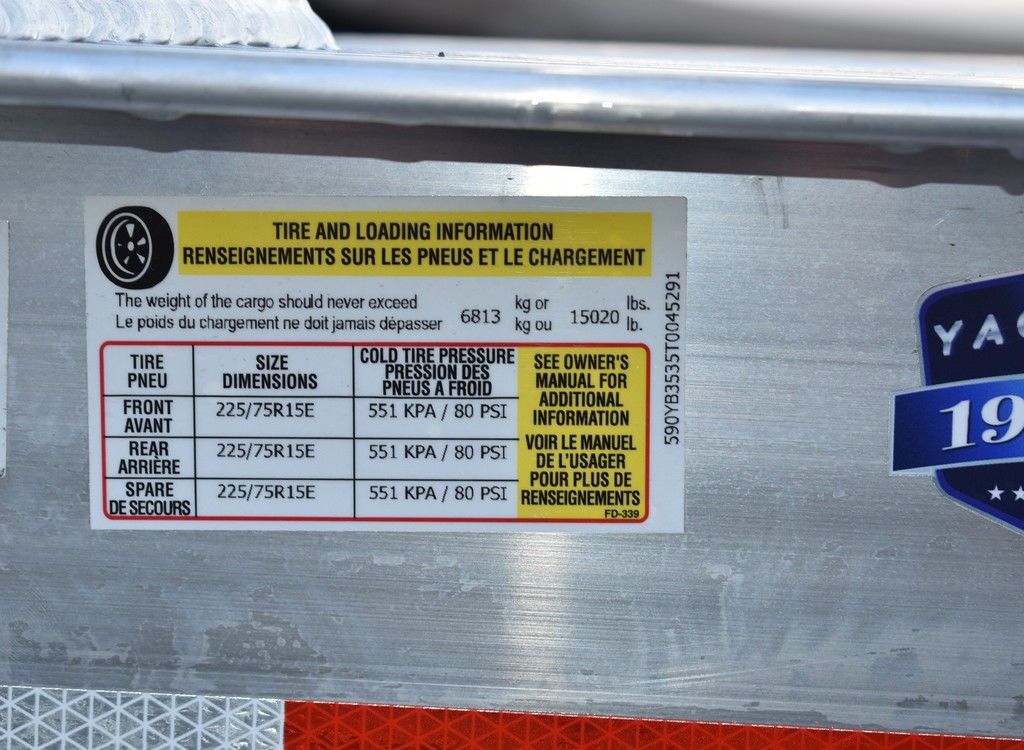 TIRE AND LOADING INFORMATION
RENSEIGNEMENTS SUR LES PNEUS ET LE CHARGEMENT
The weight of the cargo should never exceed 6813 kg or 15020 lbs.
Le poids du chargement ne doit jamais dépasser kg ou lb.
TIRE SIZE COLD TIRE PRESSURE
PNEU DIMENSIONS PRESSION DES
PNEUS A FROID
FRONT 225/75R15E 551 KPA / 80 PSI
AVANT
REAR 225/75R15E 551 KPA / 80 PSI
ARRIÈRE
SPARE 225/75R15E 551 KPA / 80 PSI
DE SECOURS
SEE OWNER'S
MANUAL FOR
ADDITIONAL
INFORMATION
VOIR LE MANUEL
DE L'USAGER
POUR PLUS DE
RENSEIGNEMENTS
FD-339
590YB3535T0045291
YAC
19